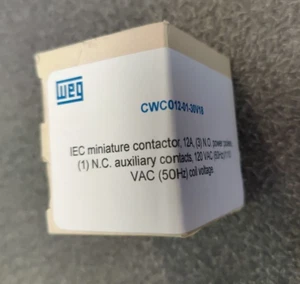 WEG
CWC012-01-30V18
IEC miniature contactor, 12A, (3) N.O. power poles,
(1) N.C. auxiliary contacts, 120 VAC (60Hz)/110
VAC (50Hz) coil voltage